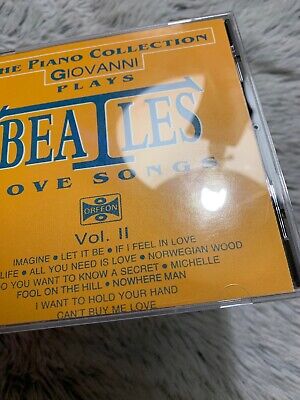 HE PIANO COLLECTION
GIOVANNI
PLAYS
BEATLES
OVE SONGS
ORFEON
Vol. II
IMAGINE • LET IT BE • IF I FEEL IN LOVE
LIFE • ALL YOU NEED IS LOVE • NORWEGIAN WOOD
O YOU WANT TO KNOW A SECRET • MICHELLE
FOOL ON THE HILL • NOWHERE MAN
I WANT TO HOLD YOUR HAND
CAN'T BUY ME LOVE